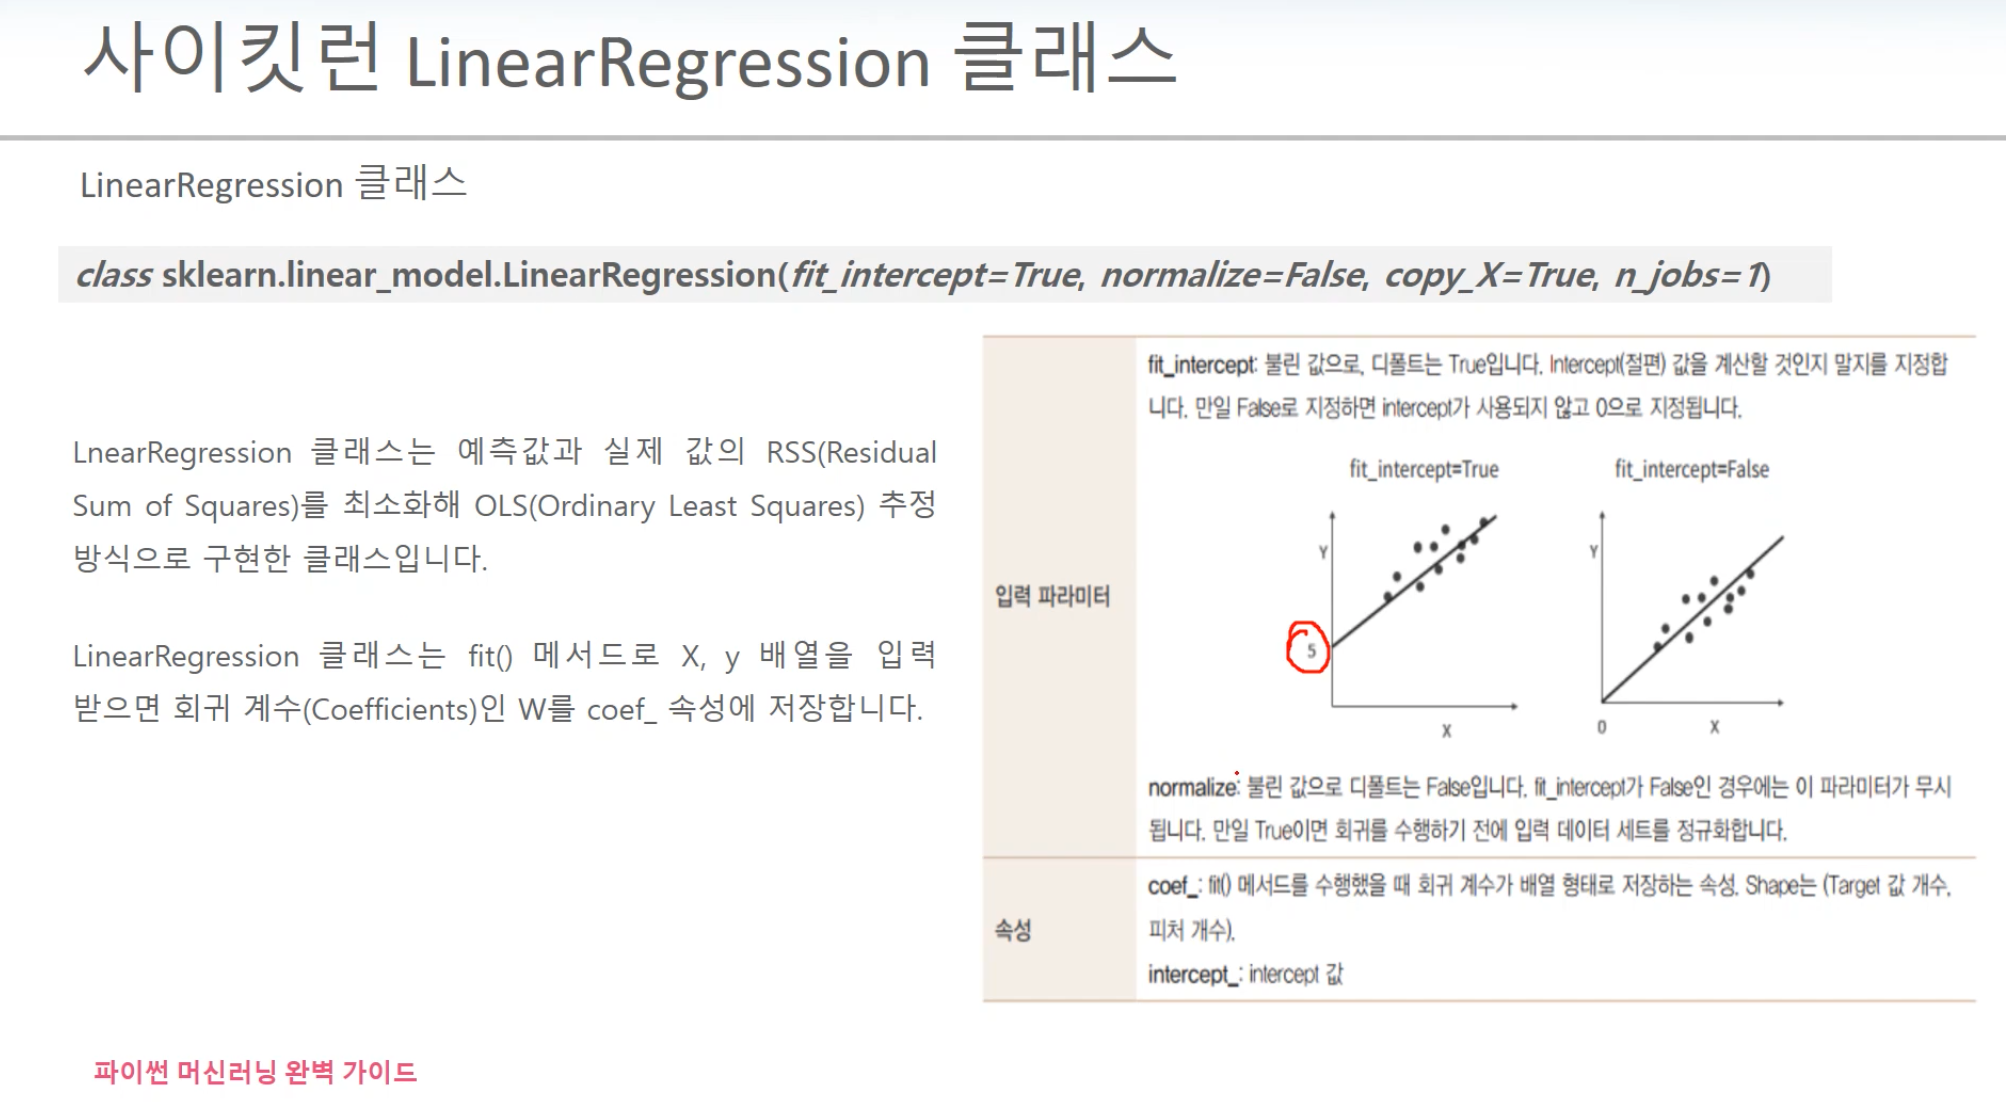 사이킷런 LinearRegression 클래스
LinearRegression 클래스
class sklearn.linear_model.LinearRegression(fit_intercept=True, normalize=False, copy_X=True, n_jobs=1)
LnearRegression 클래스는 예측값과 실제 값의 RSS(Residual
Sum of Squares)를 최소화해 OLS(Ordinary Least Squares) 추정
방식으로 구현한 클래스입니다.
LinearRegression 클래스는 fit() 메서드로 X, y 배열을 입력
받으면 회귀 계수(Coefficients)인 W를 coef_ 속성에 저장합니다.
입력 파라미터
fit_intercept: 불린 값으로, 디폴트는 True입니다. Intercept(절편) 값을 계산할 것인지 말지를 지정합
니다. 만일 False로 지정하면 intercept가 사용되지 않고 0으로 지정됩니다.
fit_intercept=True
Y
5
X
fit_intercept=False
Y
0
X
normalize: 불린 값으로 디폴트는 False입니다. fit_intercept가 False인 경우에는 이 파라미터가 무시
됩니다. 만일 True이면 회귀를 수행하기 전에 입력 데이터 세트를 정규화합니다.
속성
coef_: fit() 메서드를 수행했을 때 회귀 계수가 배열 형태로 저장하는 속성. Shape는 (Target 값 개수,
피처 개수).
intercept_: intercept 값
파이썬 머신러닝 완벽 가이드